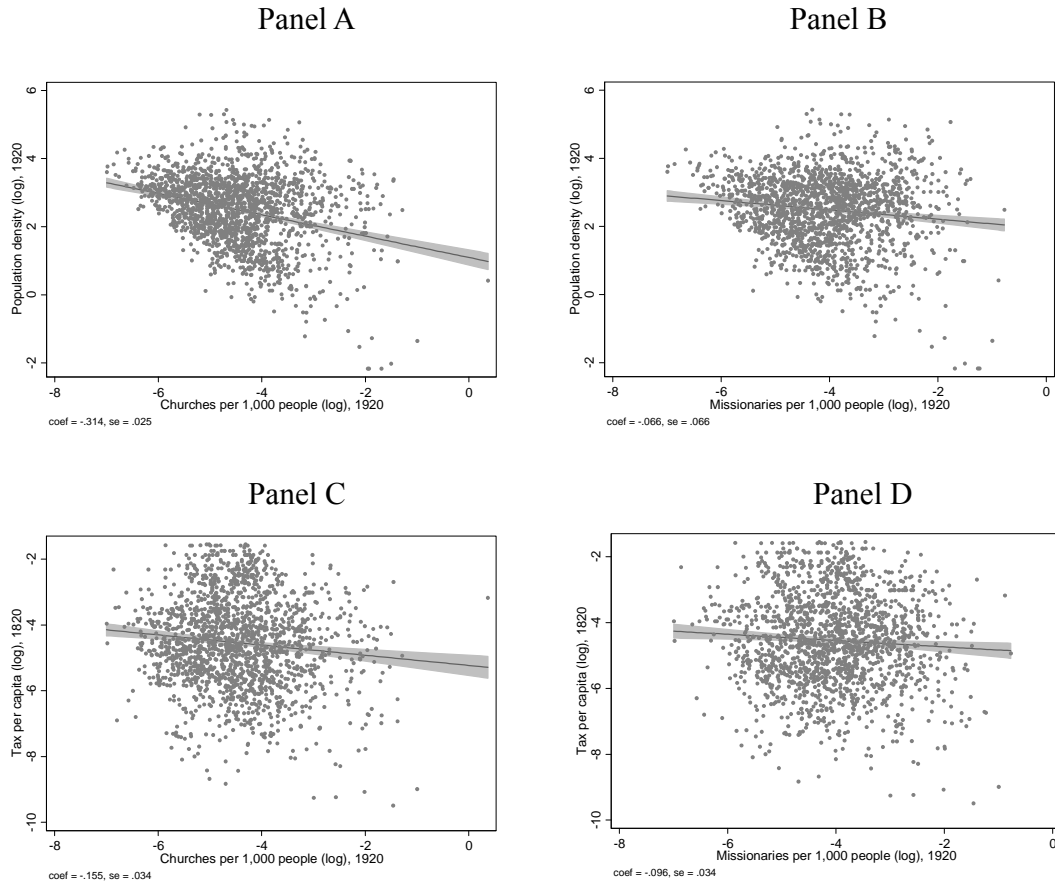 Panel A
Panel B
6
4
2
0
-2
Population density (log), 1920
-8
-6
-4
-2
0
Churches per 1,000 people (log), 1920
coef = -.314, se = .025
6
4
2
0
-2
Population density (log), 1920
-8
-6
-4
-2
0
Missionaries per 1,000 people (log), 1920
coef = -.066, se = .066
Panel C
Panel D
-2
-4
-6
-8
-10
Tax per capita (log), 1820
-8
-6
-4
-2
0
Churches per 1,000 people (log), 1920
coef = -.155, se = .034
-2
-4
-6
-8
-10
Tax per capita (log), 1820
-8
-6
-4
-2
0
Missionaries per 1,000 people (log), 1920
coef = -.096, se = .034